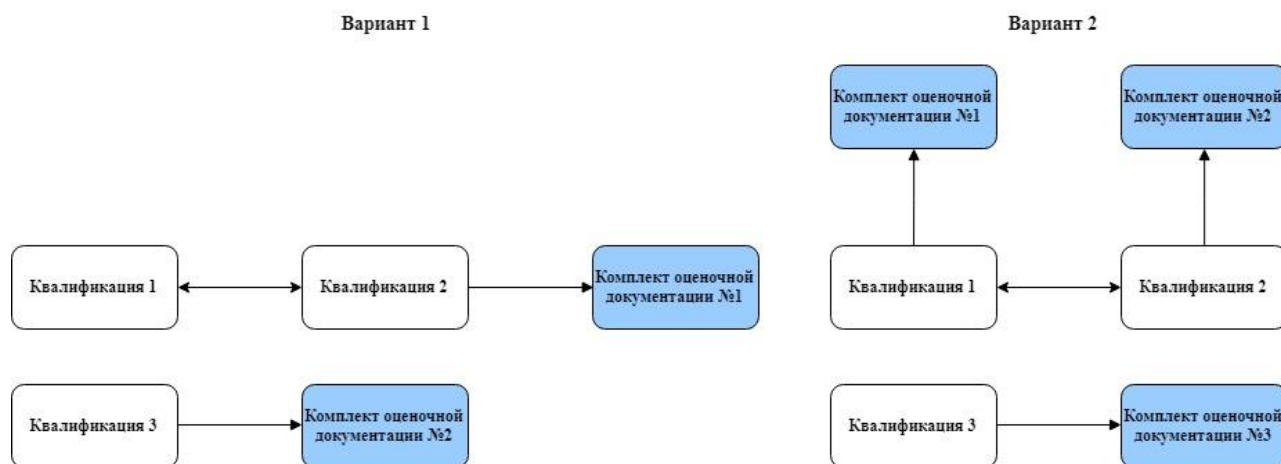 Вариант 1
Квалификация 1
Квалификация 2
Комплект оценочной
документации №1
Квалификация 3
Комплект оценочной
документации №2
Вариант 2
Комплект оценочной
документации №1
Комплект оценочной
документации №2
Квалификация 1
Квалификация 2
Квалификация 3
Комплект оценочной
документации №3